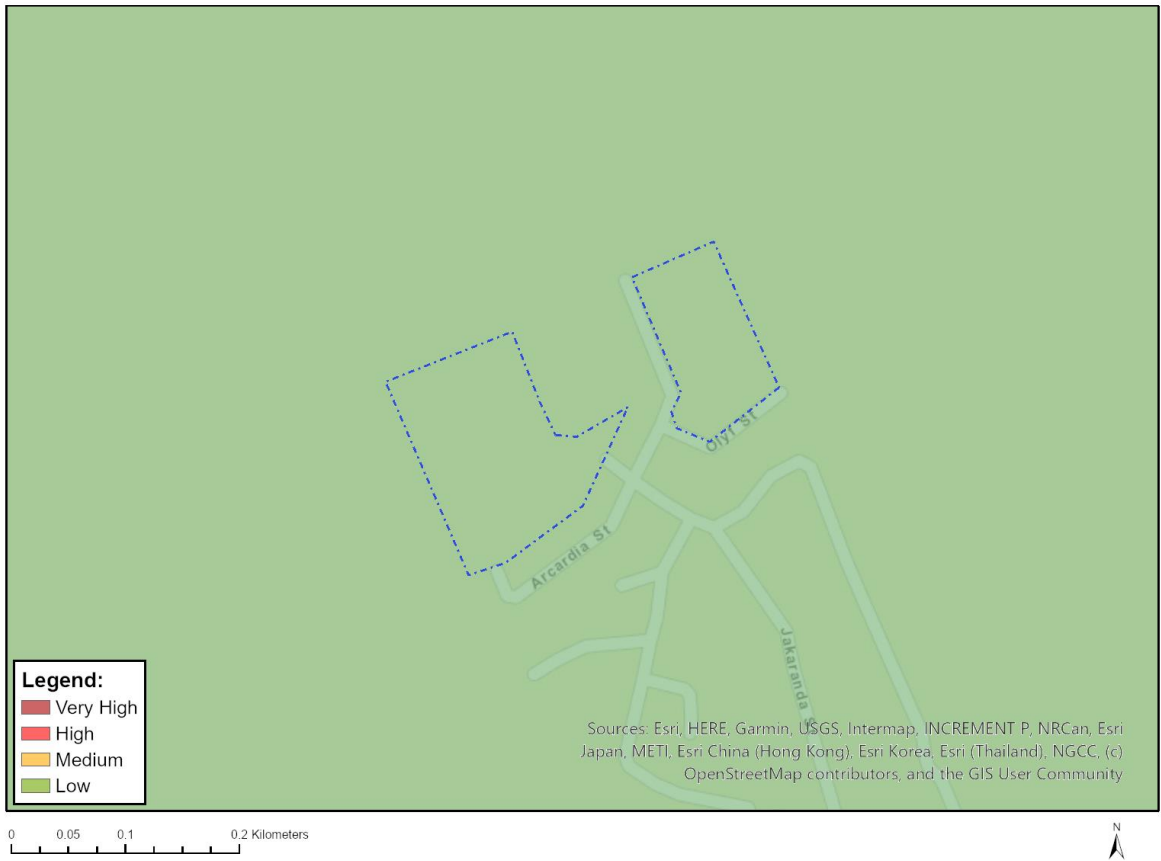 Olyf St
Arcardia St
Jakaranda S
Legend:
Very High
High
Medium
Low
Sources: Esri, HERE, Garmin, USGS, Intermap, INCREMENT P, NRCan, Esri
Japan, METI, Esri China (Hong Kong), Esri Korea, Esri (Thailand), NGCC, (c)
OpenStreetMap contributors, and the GIS User Community
0 0.05 0.1 0.2 Kilometers
N